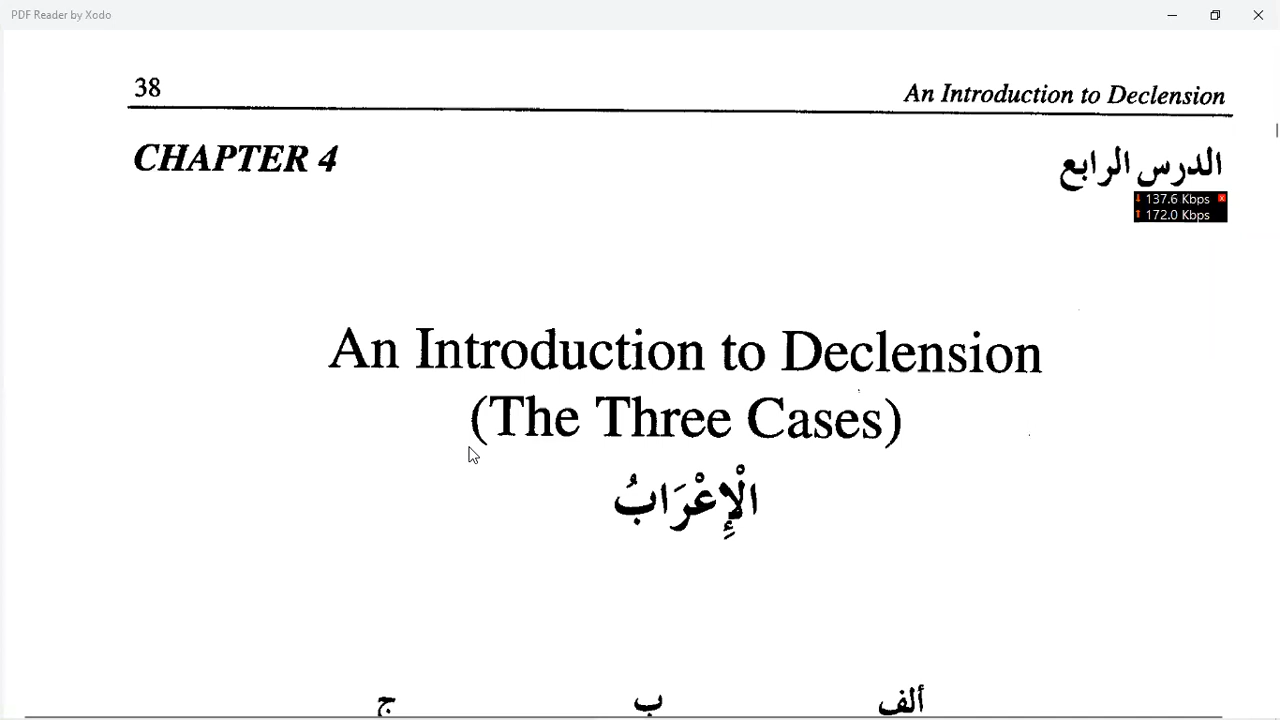 PDF Reader by Xodo
38 An Introduction to Declension
CHAPTER 4 الدرس الرابع
137.6 Kbps x
172.0 Kbps
An Introduction to Declension
(The Three Cases)
الْإِعْرَابُ
ألف ب ج